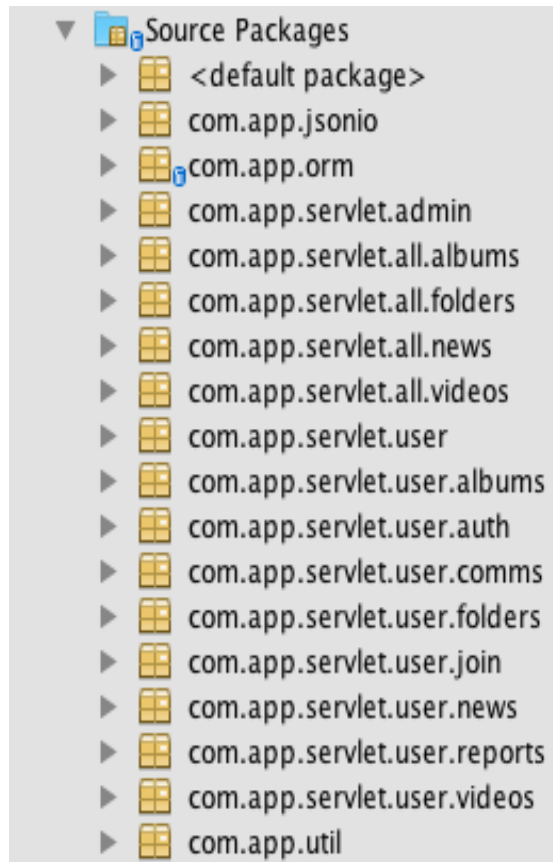 Source Packages
<default package>
com.app.jsonio
com.app.orm
com.app.servlet.admin
com.app.servlet.all.albums
com.app.servlet.all.folders
com.app.servlet.all.news
com.app.servlet.all.videos
com.app.servlet.user
com.app.servlet.user.albums
com.app.servlet.user.auth
com.app.servlet.user.comms
com.app.servlet.user.folders
com.app.servlet.user.join
com.app.servlet.user.news
com.app.servlet.user.reports
com.app.servlet.user.videos
com.app.util